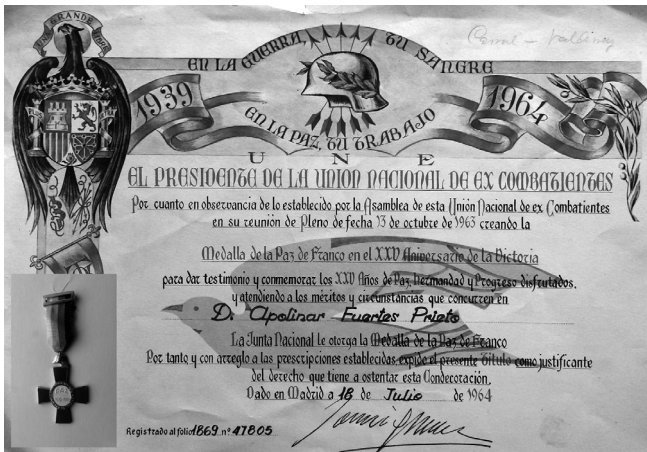 UNA GRANDE LIBRE
EN LA GUERRA, TU SANGRE
1939
1964
EN LA PAZ, TU TRABAJO
PLUS
U N E
EL PRESIDENTE DE LA UNION NACIONAL DE EX COMBATIENTES
Por cuanto en observancia de lo establecido por la Asamblea de esta Unión Nacional de ex Combatientes
en su reunión de Pleno de fecha 13 de octubre de 1963 creando la
Medalla de la Paz de Franco en el XXV Aniversario de la Victoria
para dar testimonio y conmemorar los XXV Años de Paz, Hermandad y Progreso disfrutados,
y atendiendo a los méritos y circunstancias que concurren en
D. Apolinar Fuertes Prieto
La Junta Nacional le otorga la Medalla de la Paz de Franco
Por tanto y con arreglo a las prescripciones establecidas, expide el presente Título como justificante
del derecho que tiene a ostentar esta Condecoración.
Dado en Madrid a 18 de Julio de 1964
Registrado al folio 1869 nº 47805